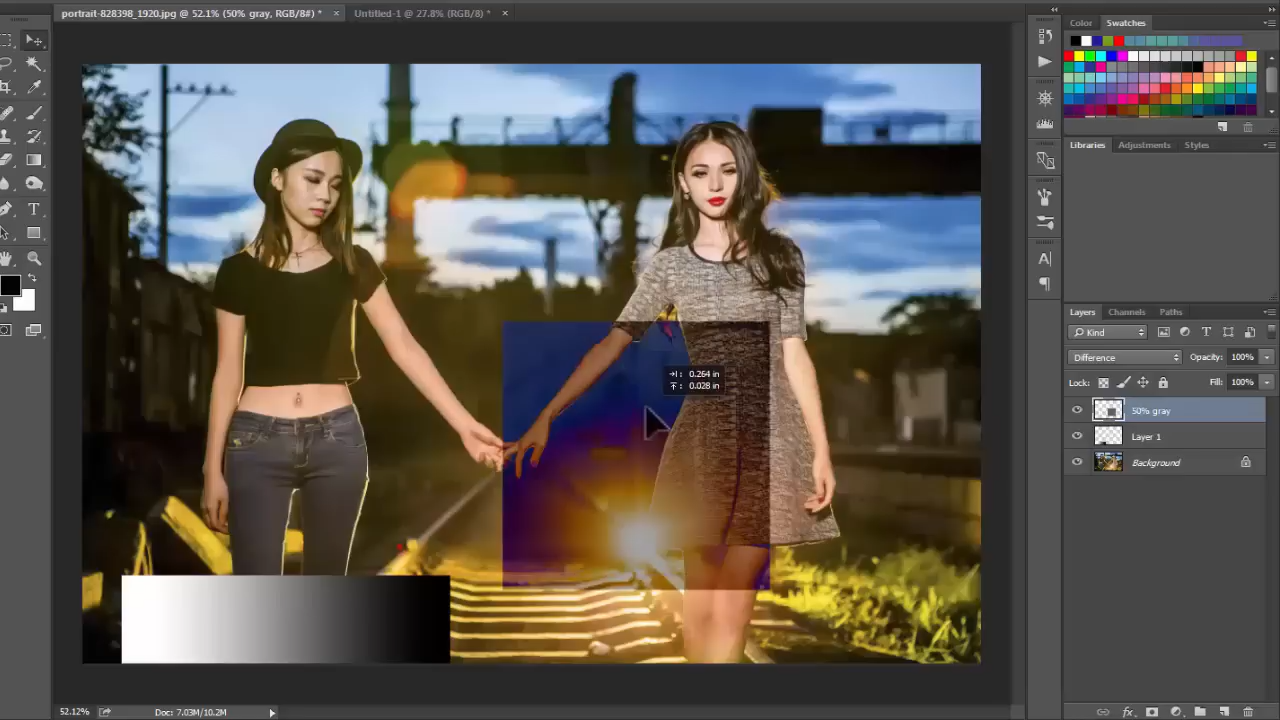 portrait-828398_1920.jpg @ 52.1% (50% gray, RGB/8#) * ×
Untitled-1 @ 27.8% (RGB/8) * ×
Color Swatches
Libraries Adjustments Styles
0.264 in
0.028 in
Layers Channels Paths
Kind
Difference Opacity: 100%
Lock: Fill: 100%
50% gray
Layer 1
Background
52.12% Doc: 7.03M/10.2M